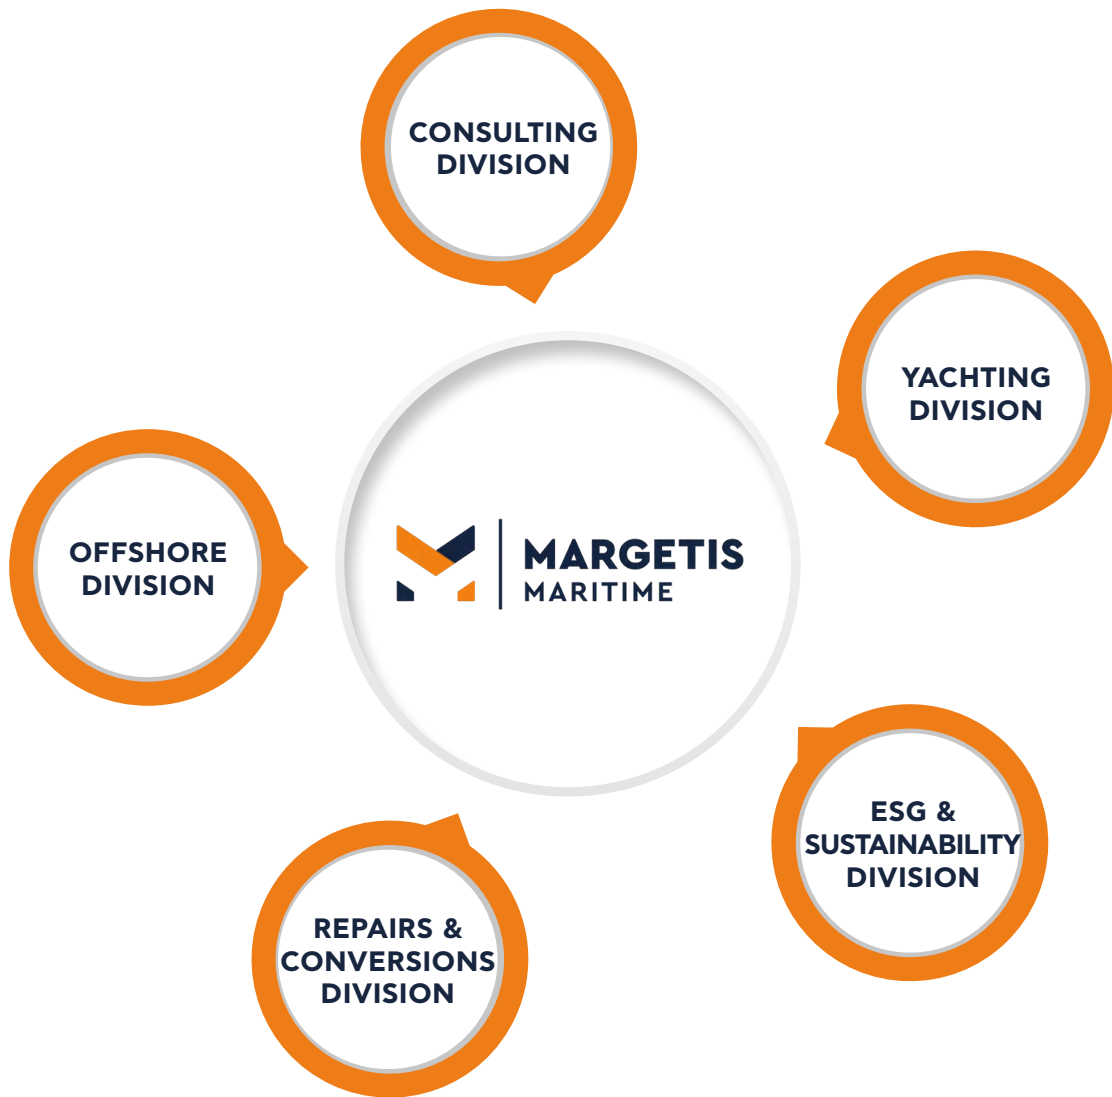 CONSULTING
DIVISION
YACHTING
DIVISION
OFFSHORE
DIVISION
MARGETIS
MARITIME
ESG &
SUSTAINABILITY
DIVISION
REPAIRS &
CONVERSIONS
DIVISION